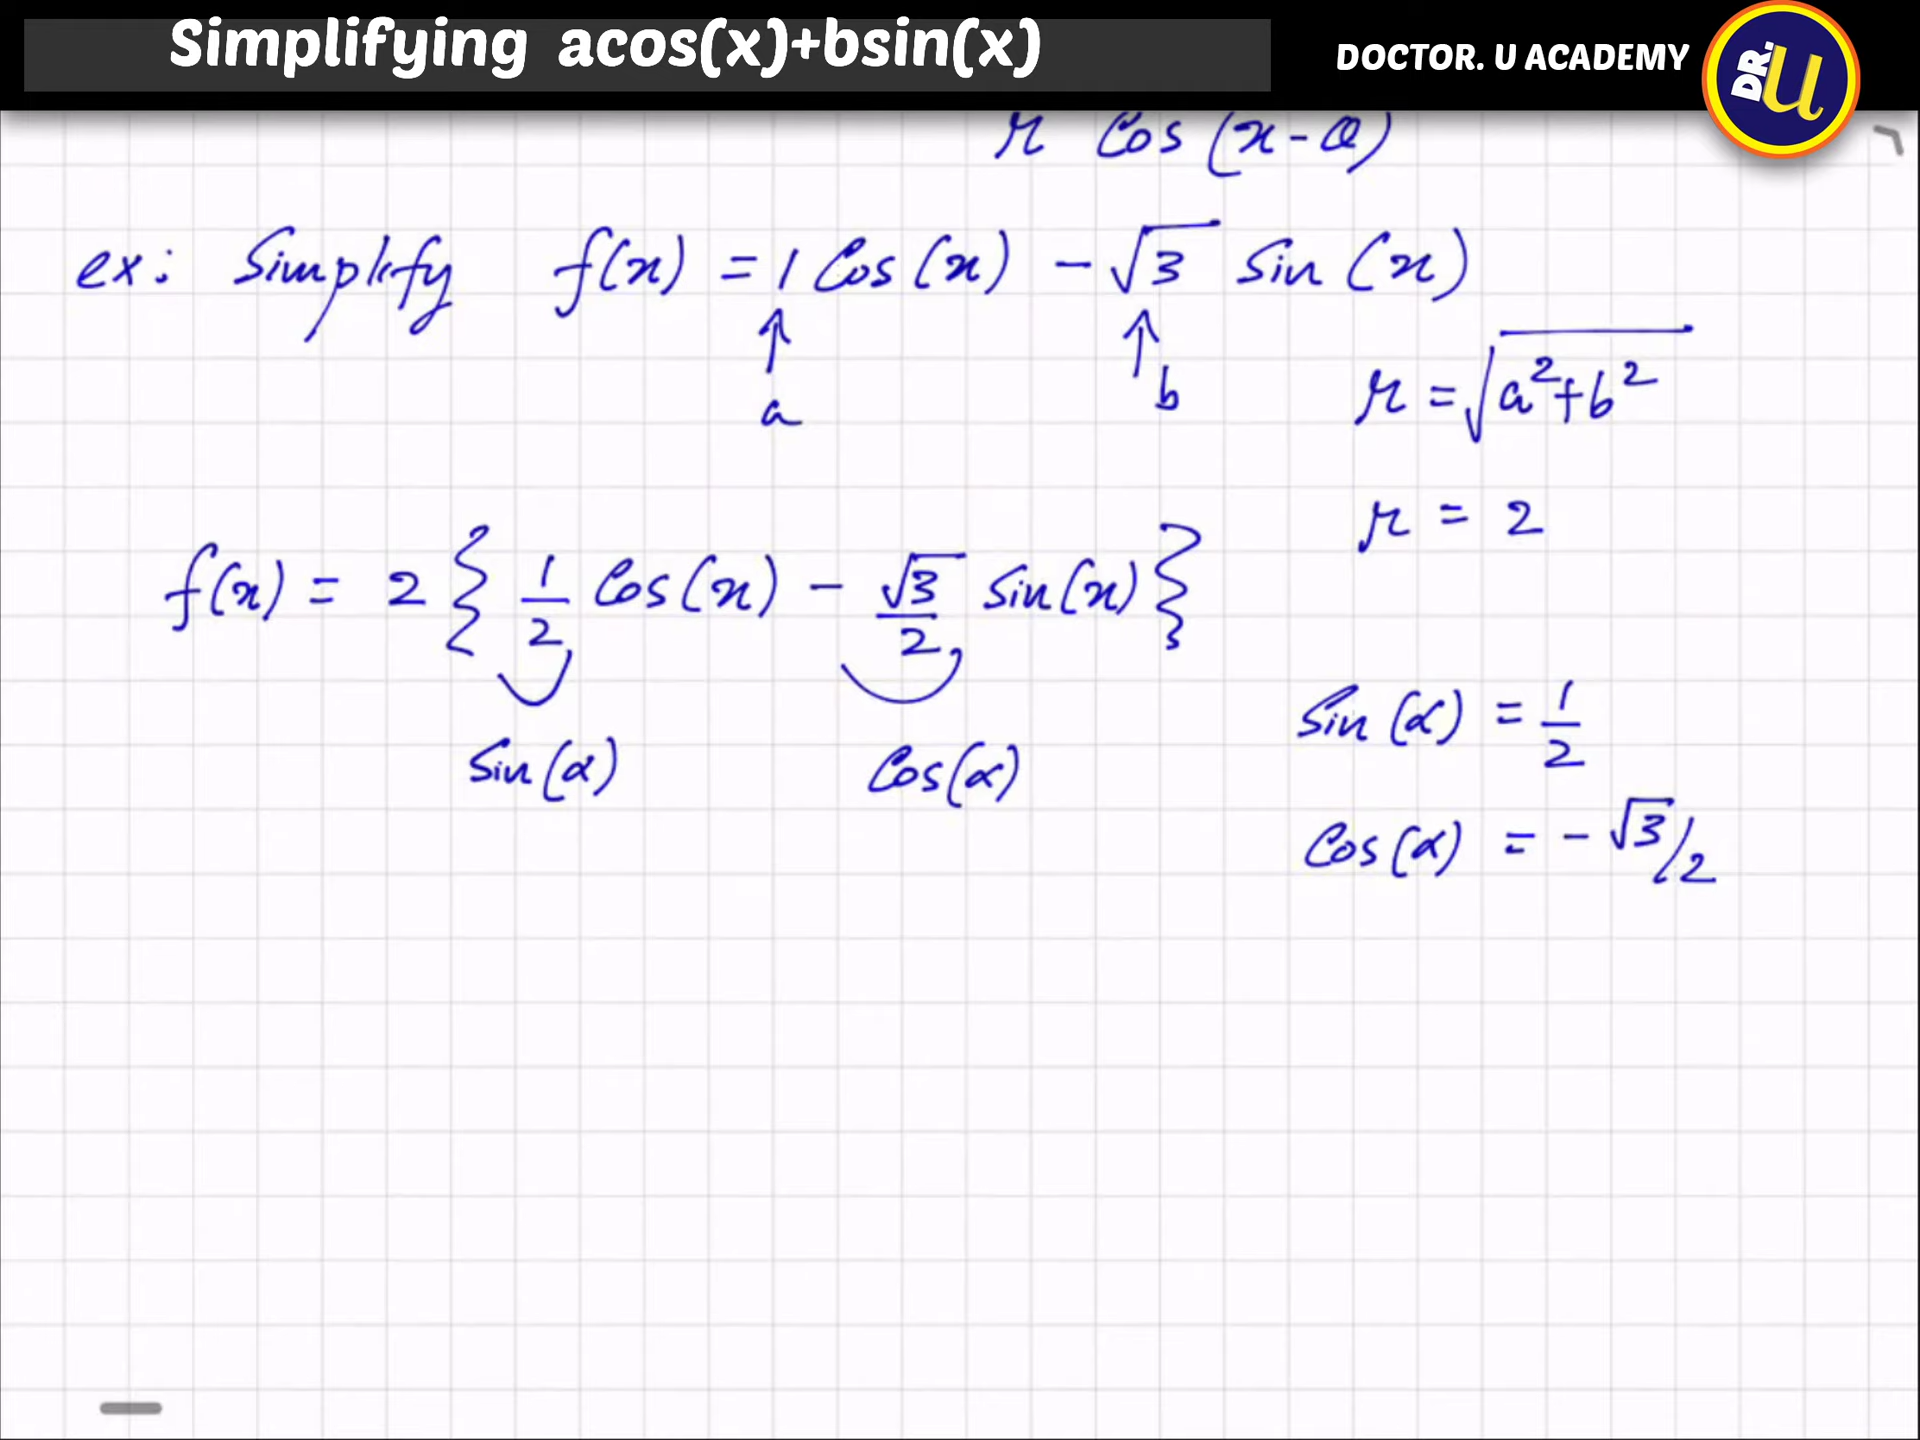 Simplifying acos(x)+bsin(x)
DOCTOR. U ACADEMY
DR. U
r Cos(x-θ)
ex: Simplify f(x) = 1 Cos(x) - √3 Sin(x)
a
b
r = √a²+b²
r = 2
f(x) = 2 { 1/2 Cos(x) - √3/2 Sin(x) }
Sin(α) = 1/2
Sin(α)
Cos(α)
Cos(α) = - √3/2